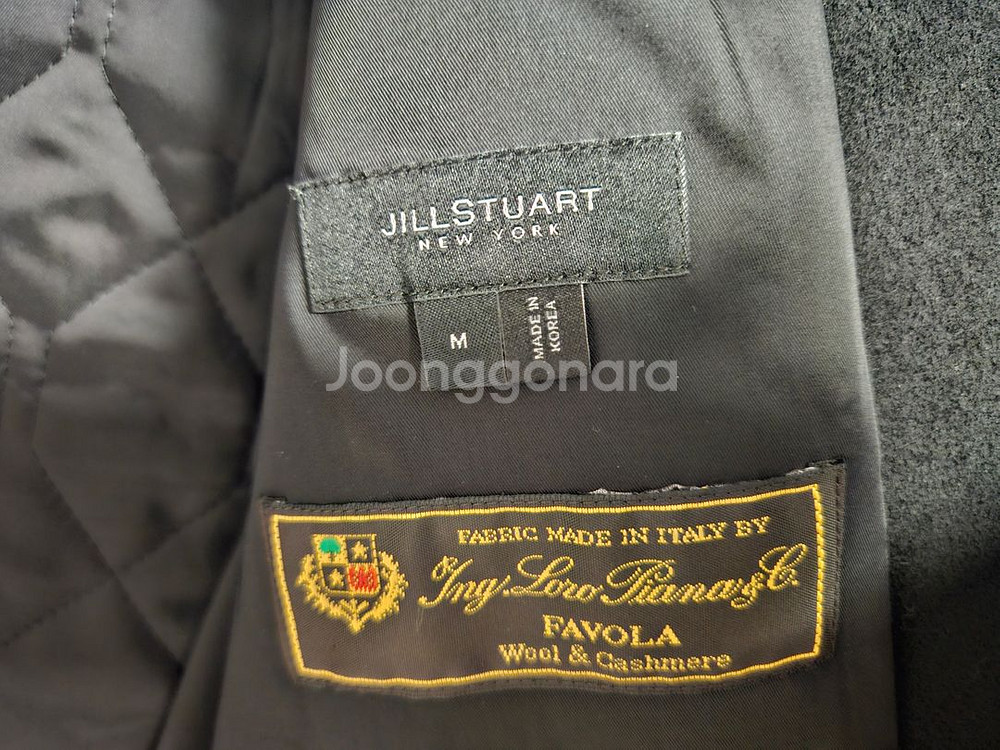 JILLSTUART
NEW YORK
M
MADE IN
KOREA
Joonggonara
FABRIC MADE IN ITALY BY
Ing. Loro Piana & C.
FAVOLA
Wool & Cashmere